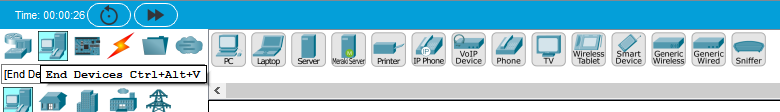 Time: 00:00:26
PC
Laptop
Server
Meraki Server
Printer
IP
IP Phone
VoIP
Device
Phone
TV
Wireless
Tablet
Smart
Device
Generic
Wireless
Generic
Wired
Sniffer
[End De
End Devices Ctrl+Alt+V